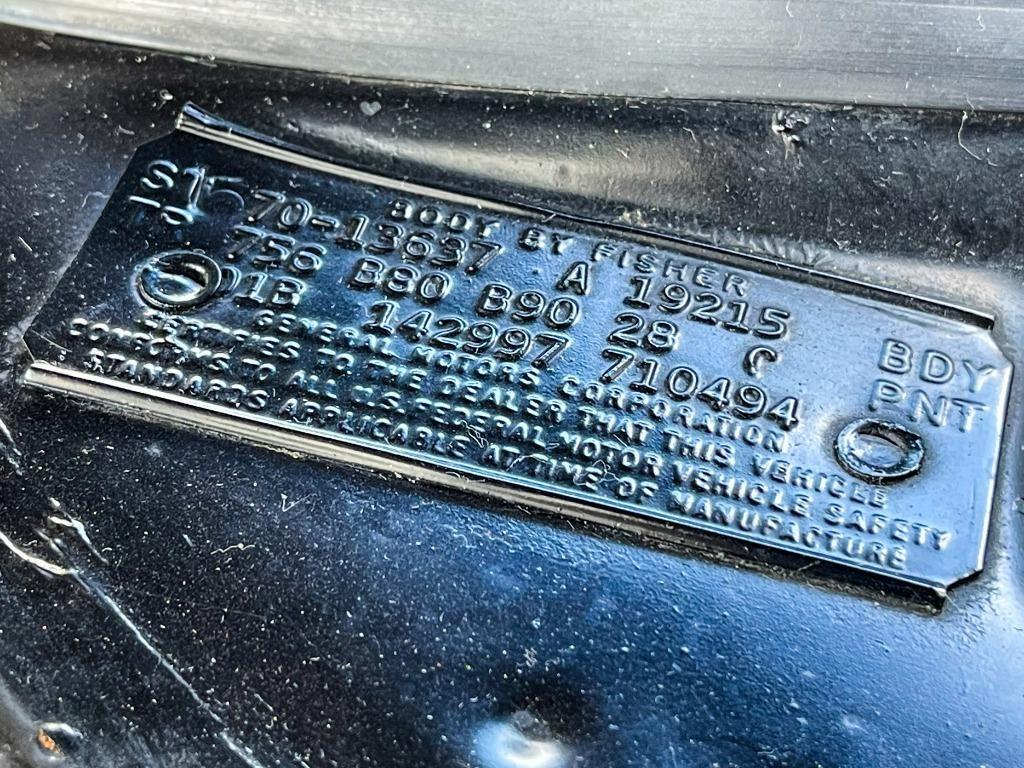 BODY BY FISHER
S15 70-13637 A 19215 BDY
756 B80 B90 28 C PNT
01B 142997 710494
GENERAL MOTORS CORPORATION
CERTIFIES TO THE DEALER THAT THIS VEHICLE
CONFORMS TO ALL U.S. FEDERAL MOTOR VEHICLE SAFETY
STANDARDS APPLICABLE AT TIME OF MANUFACTURE